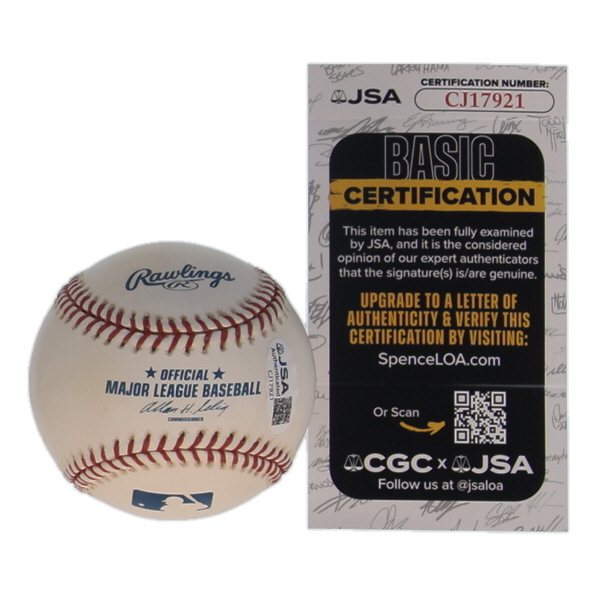 Rawlings
R
★ OFFICIAL ★
MAJOR LEAGUE BASEBALL
Allan H. Selig
COMMISSIONER
JSA
Authenticated
CJ17921
JSA
CERTIFICATION NUMBER:
CJ17921
BASIC
CERTIFICATION
This item has been fully examined
by JSA, and it is the considered
opinion of our expert authenticators
that the signature(s) is/are genuine.
UPGRADE TO A LETTER OF
AUTHENTICITY & VERIFY THIS
CERTIFICATION BY VISITING:
SpenceLOA.com
Or Scan
CGC x JSA
Follow us at @jsaloa